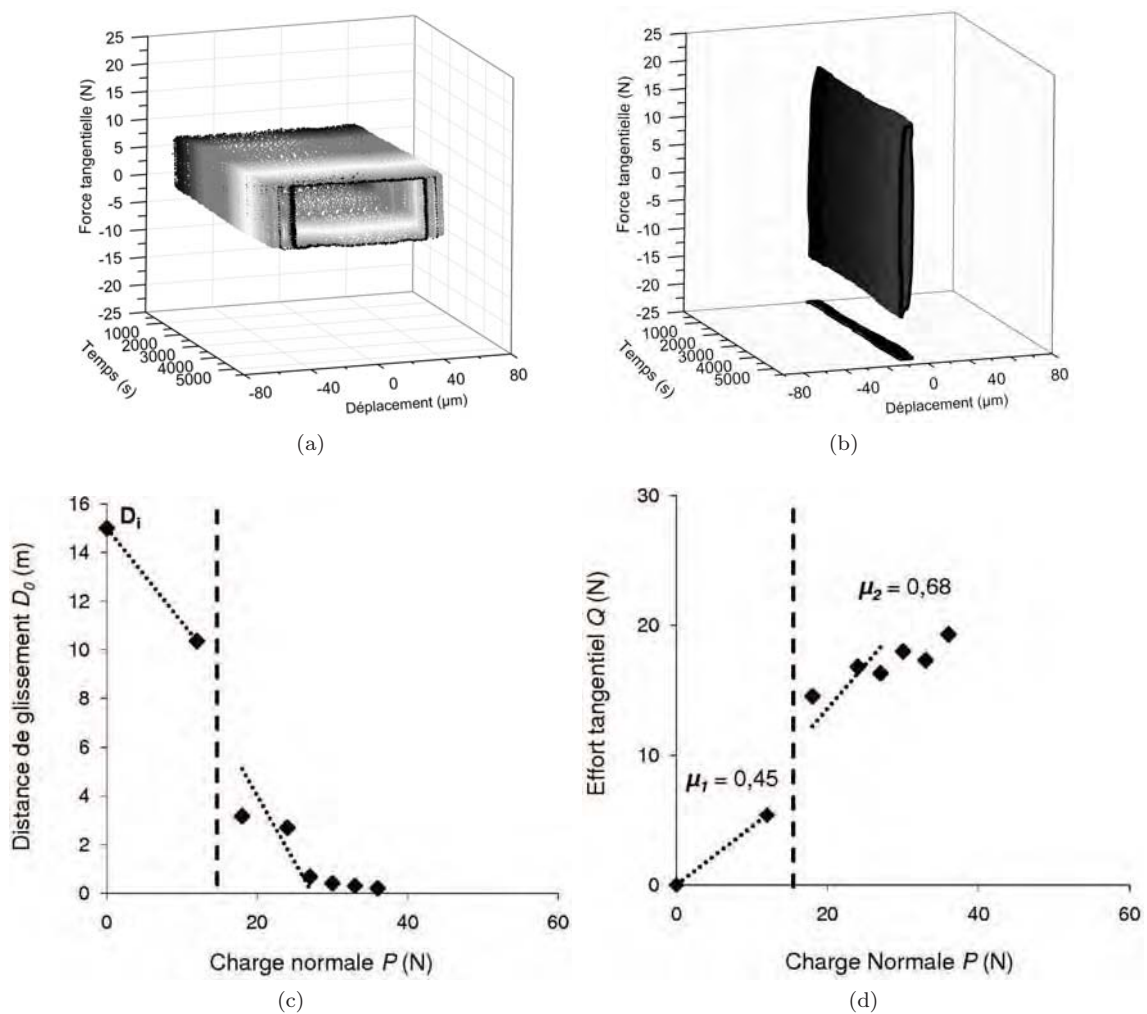 25
20
15
10
5
0
-5
-10
-15
-20
-25
Force tangentielle (N)
1000
2000
3000
4000
5000
Temps (s)
-80
-40
0
40
80
Déplacement (µm)
(a)
25
20
15
10
5
0
-5
-10
-15
-20
-25
Force tangentielle (N)
1000
2000
3000
4000
5000
Temps (s)
-80
-40
0
40
80
Déplacement (µm)
(b)
16
14
12
10
8
6
4
2
0
Distance de glissement D₀ (m)
Dᵢ
0 20 40 60
Charge normale P (N)
(c)
30
20
10
0
Effort tangentiel Q (N)
μ₂ = 0,68
μ₁ = 0,45
0 20 40 60
Charge Normale P (N)
(d)